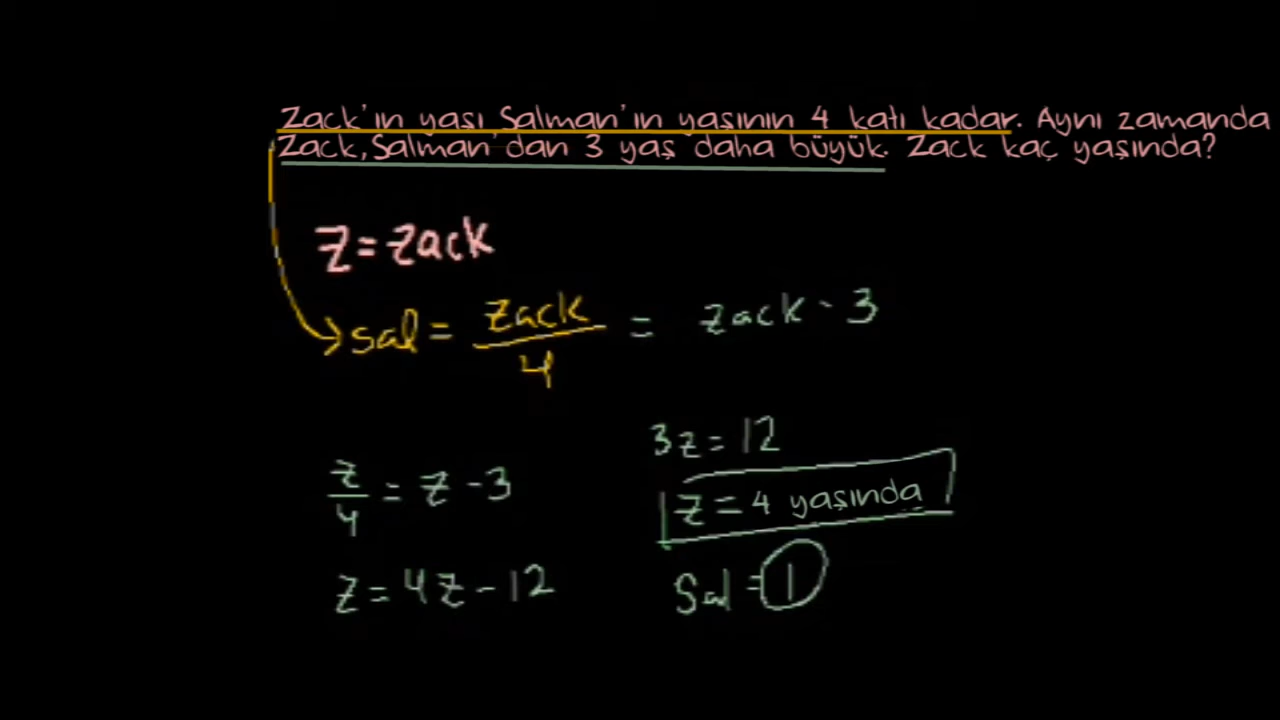 Zack'ın yaşı Salman'ın yaşının 4 katı kadar. Aynı zamanda
Zack, Salman'dan 3 yaş daha büyük. Zack kaç yaşında?
z = zack
sal = zack/4 = zack - 3
z/4 = z - 3
z = 4z - 12
3z = 12
z = 4 yaşında
Sal = 1